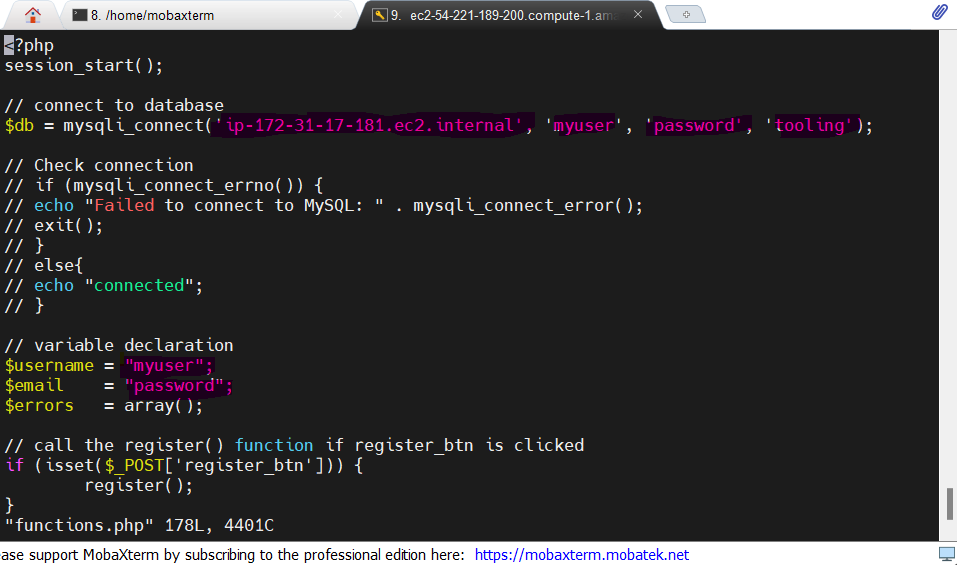 8. /home/mobaxterm
9. ec2-54-221-189-200.compute-1.ama
<?php
session_start();
// connect to database
$db = mysqli_connect('ip-172-31-17-181.ec2.internal', 'myuser', 'password', 'tooling');
// Check connection
// if (mysqli_connect_errno()) {
// echo "Failed to connect to MySQL: " . mysqli_connect_error();
// exit();
// }
// else{
// echo "connected";
// }
// variable declaration
$username = "myuser";
$email    = "password";
$errors   = array();
// call the register() function if register_btn is clicked
if (isset($_POST['register_btn'])) {
        register();
}
"functions.php" 178L, 4401C
ease support MobaXterm by subscribing to the professional edition here: https://mobaxterm.mobatek.net